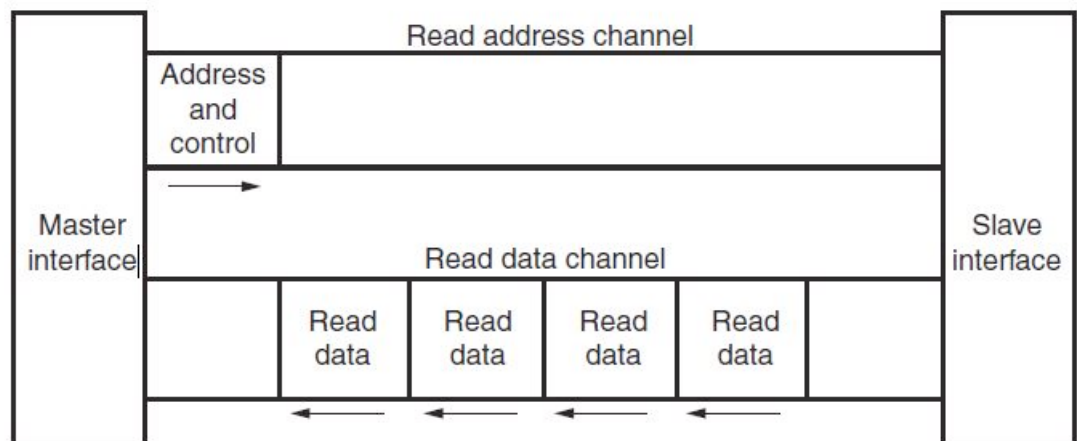 Read address channel
Address
and
control
Master
interface
Slave
interface
Read data channel
Read
data
Read
data
Read
data
Read
data